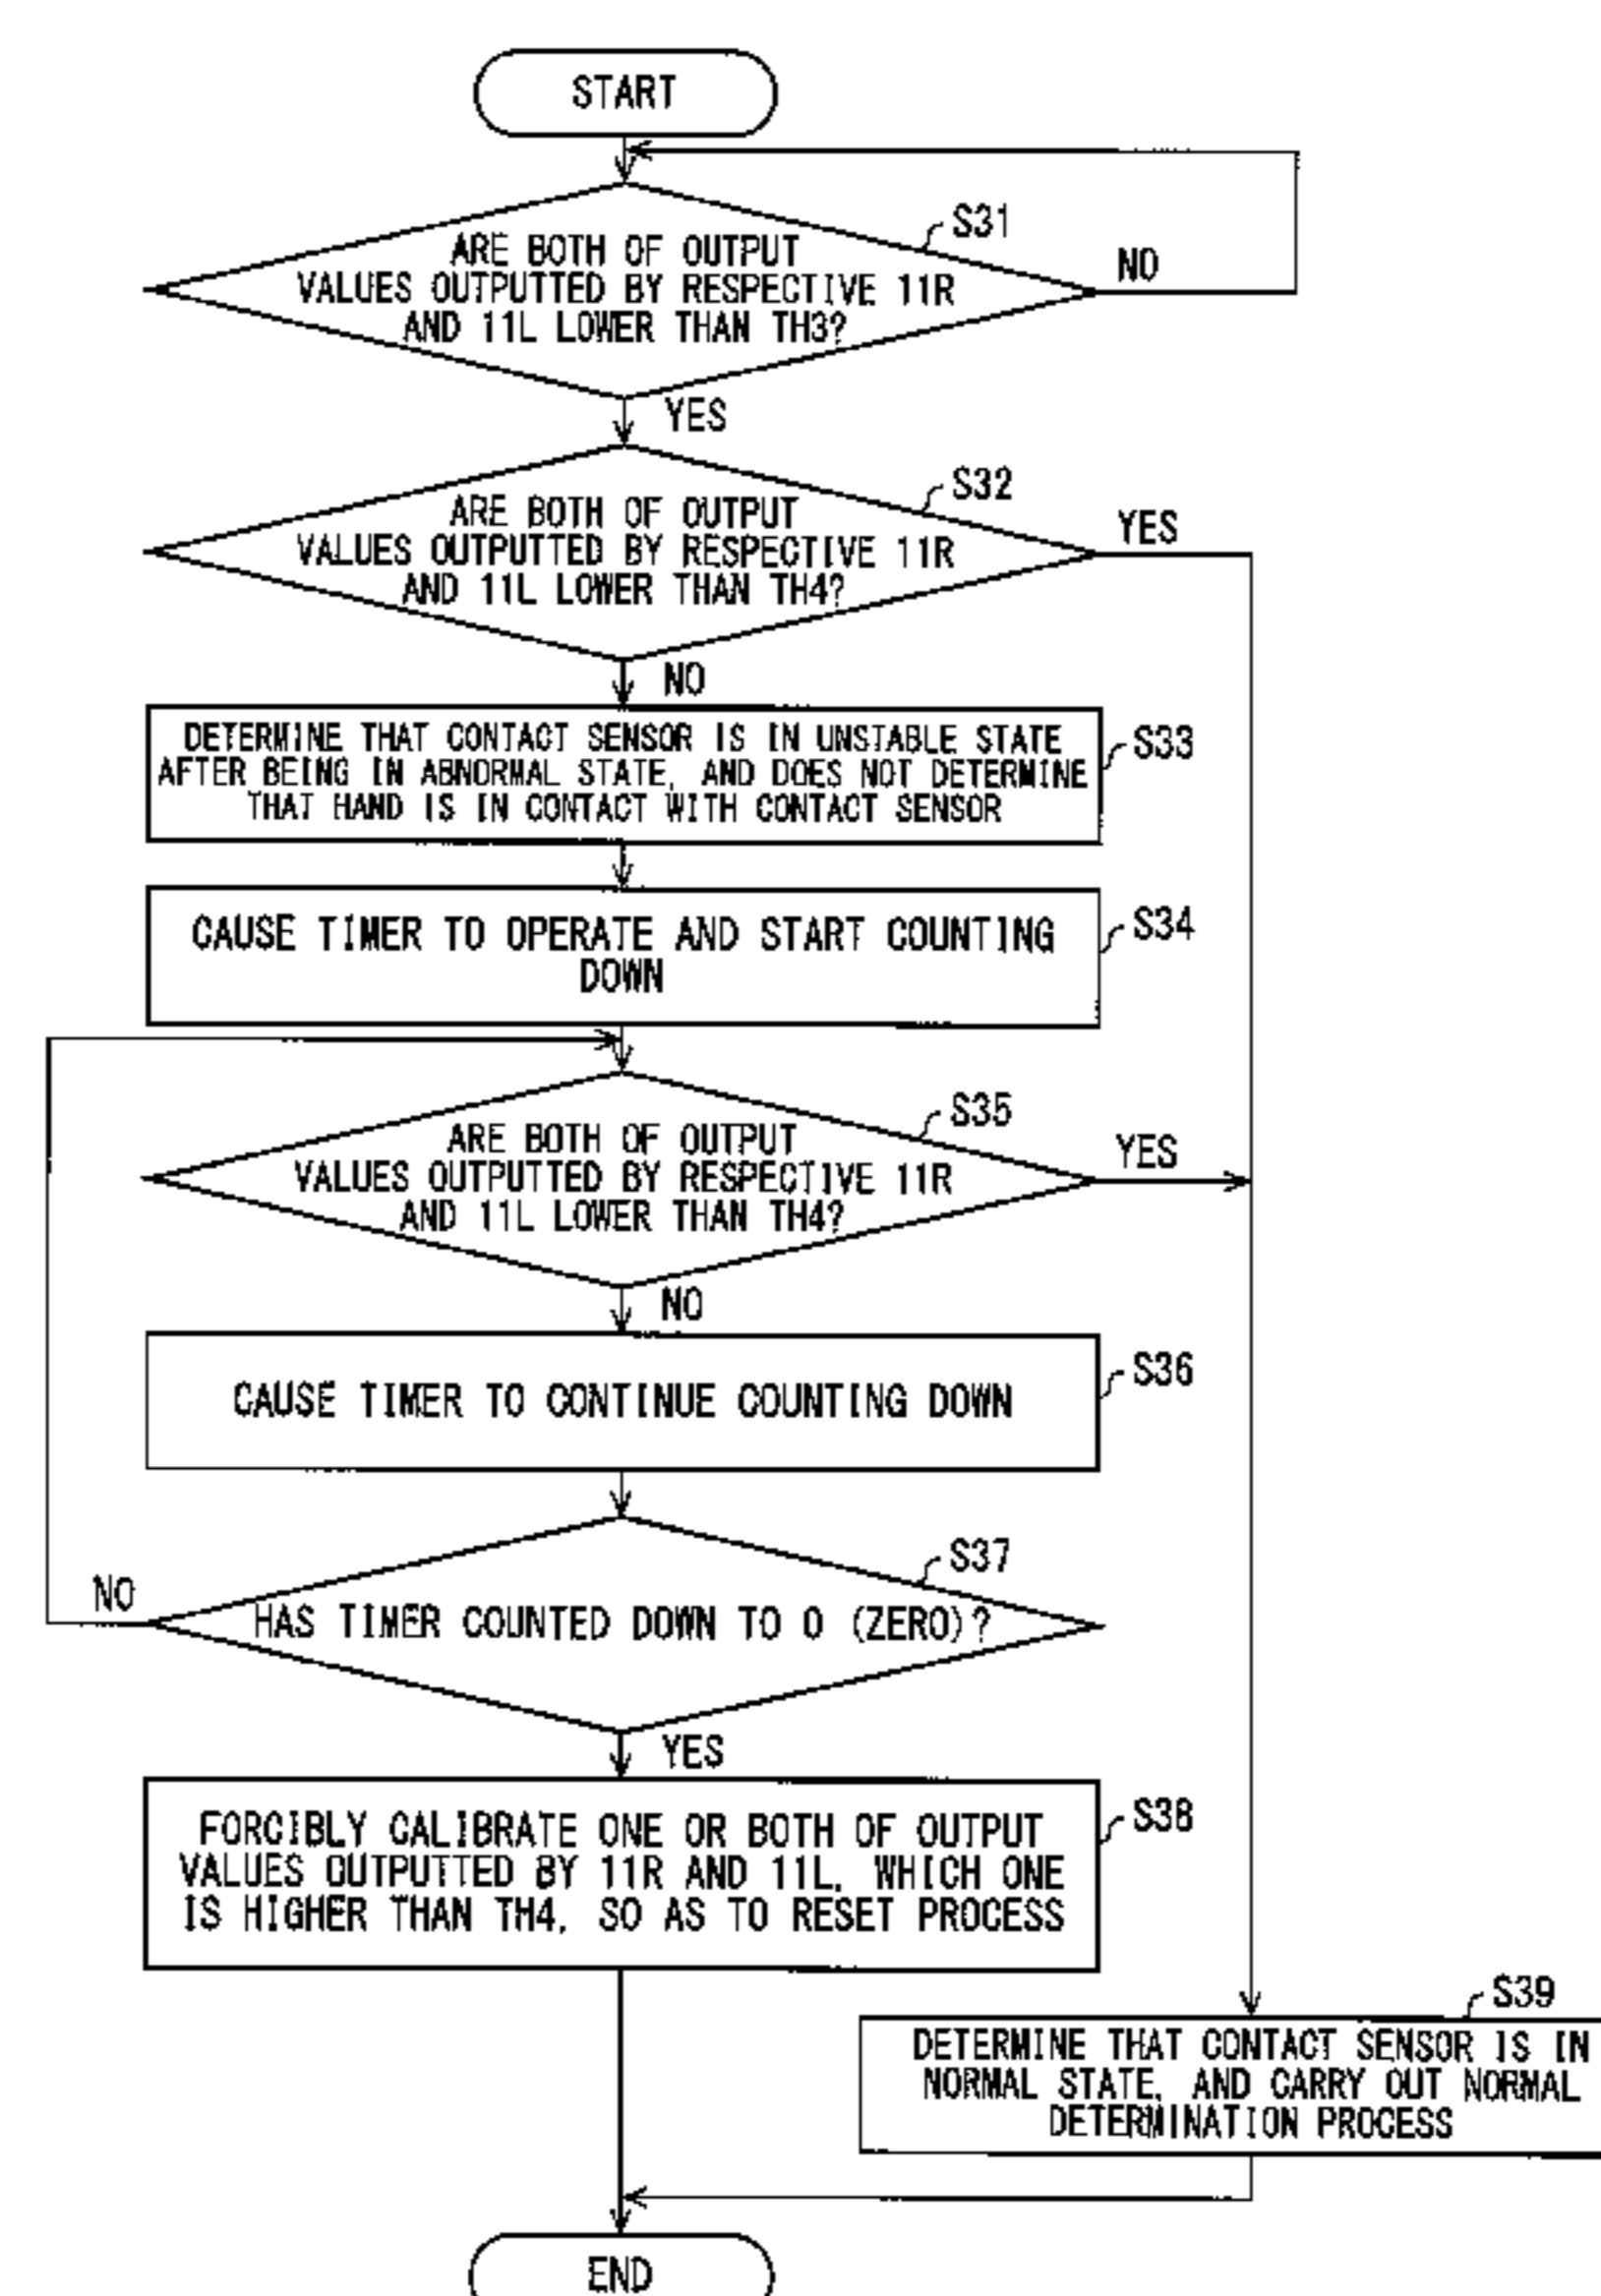 START
S31
ARE BOTH OF OUTPUT
VALUES OUTPUTTED BY RESPECTIVE 11R
AND 11L LOWER THAN TH3?
NO
YES
S32
ARE BOTH OF OUTPUT
VALUES OUTPUTTED BY RESPECTIVE 11R
AND 11L LOWER THAN TH4?
YES
NO
S33
DETERMINE THAT CONTACT SENSOR IS IN UNSTABLE STATE
AFTER BEING IN ABNORMAL STATE, AND DOES NOT DETERMINE
THAT HAND IS IN CONTACT WITH CONTACT SENSOR
S34
CAUSE TIMER TO OPERATE AND START COUNTING
DOWN
S35
ARE BOTH OF OUTPUT
VALUES OUTPUTTED BY RESPECTIVE 11R
AND 11L LOWER THAN TH4?
YES
NO
S36
CAUSE TIMER TO CONTINUE COUNTING DOWN
S37
HAS TIMER COUNTED DOWN TO 0 (ZERO)?
NO
YES
S38
FORCIBLY CALIBRATE ONE OR BOTH OF OUTPUT
VALUES OUTPUTTED BY 11R AND 11L, WHICH ONE
IS HIGHER THAN TH4, SO AS TO RESET PROCESS
S39
DETERMINE THAT CONTACT SENSOR IS IN
NORMAL STATE, AND CARRY OUT NORMAL
DETERMINATION PROCESS
END